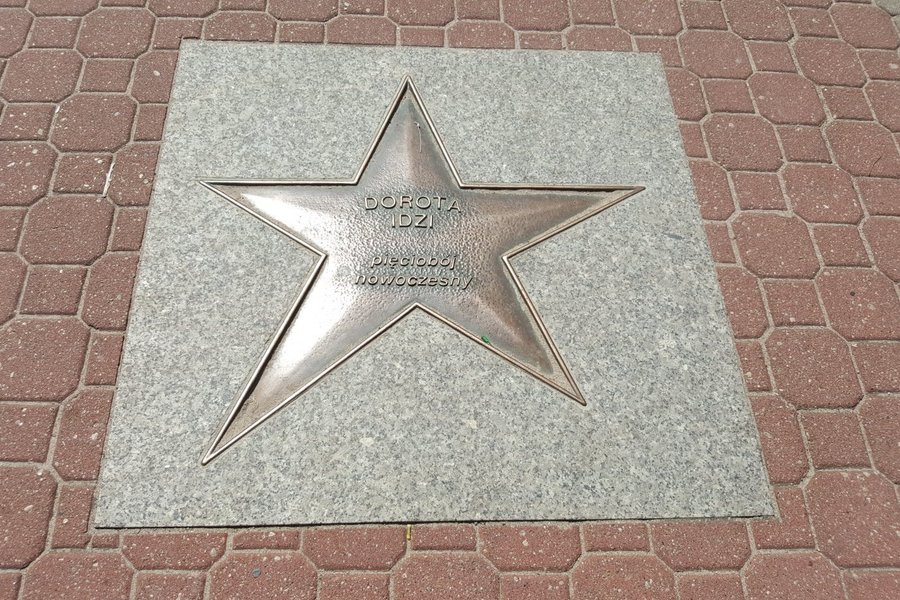 DOROTA
IDZI
pięciobój
nowoczesny